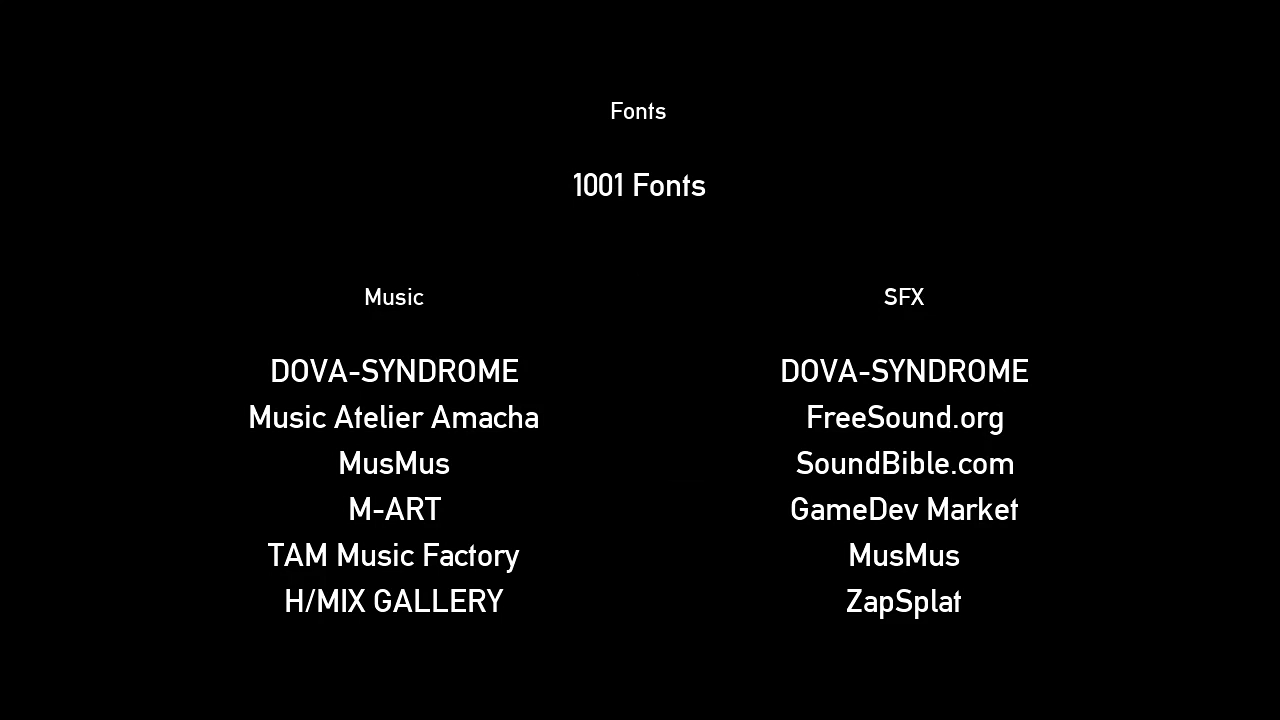 Fonts
1001 Fonts
Music
DOVA-SYNDROME
Music Atelier Amacha
MusMus
M-ART
TAM Music Factory
H/MIX GALLERY
SFX
DOVA-SYNDROME
FreeSound.org
SoundBible.com
GameDev Market
MusMus
ZapSplat